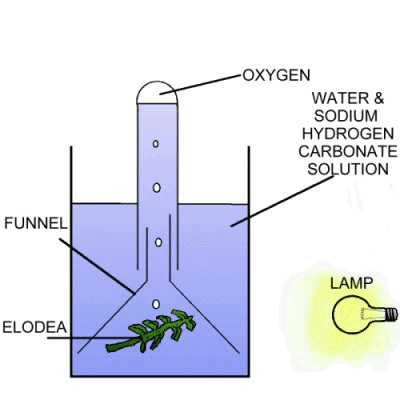 OXYGEN
WATER &
SODIUM
HYDROGEN
CARBONATE
SOLUTION
FUNNEL
LAMP
ELODEA